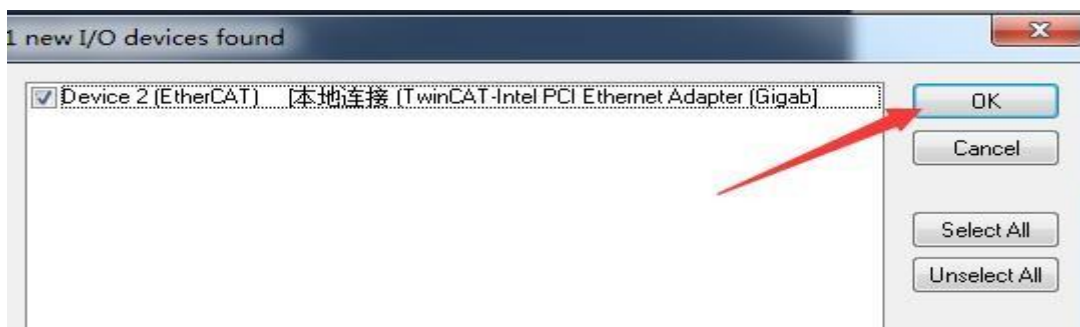 1 new I/O devices found
Device 2 (EtherCAT) [本地连接 (TwinCAT-Intel PCI Ethernet Adapter (Gigab]
OK
Cancel
Select All
Unselect All